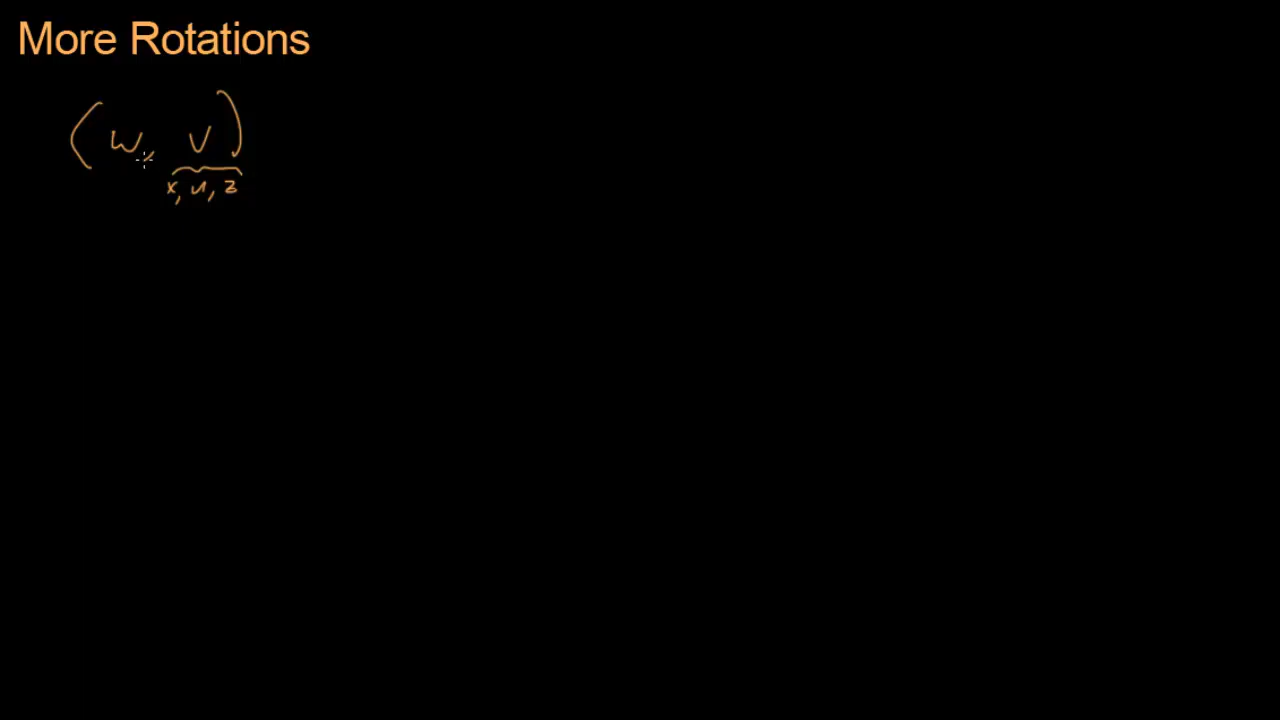 More Rotations
(w, v)
x, y, z